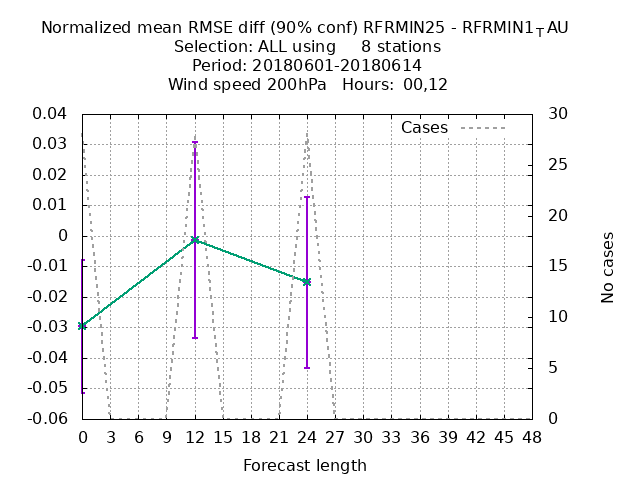 Normalized mean RMSE diff (90% conf) RFRMIN25 - RFRMIN1TAU
Selection: ALL using 8 stations
Period: 20180601-20180614
Wind speed 200hPa Hours: 00,12
Cases
0.04
0.03
0.02
0.01
0
-0.01
-0.02
-0.03
-0.04
-0.05
-0.06
30
25
20
15
10
5
0
No cases
0 3 6 9 12 15 18 21 24 27 30 33 36 39 42 45 48
Forecast length